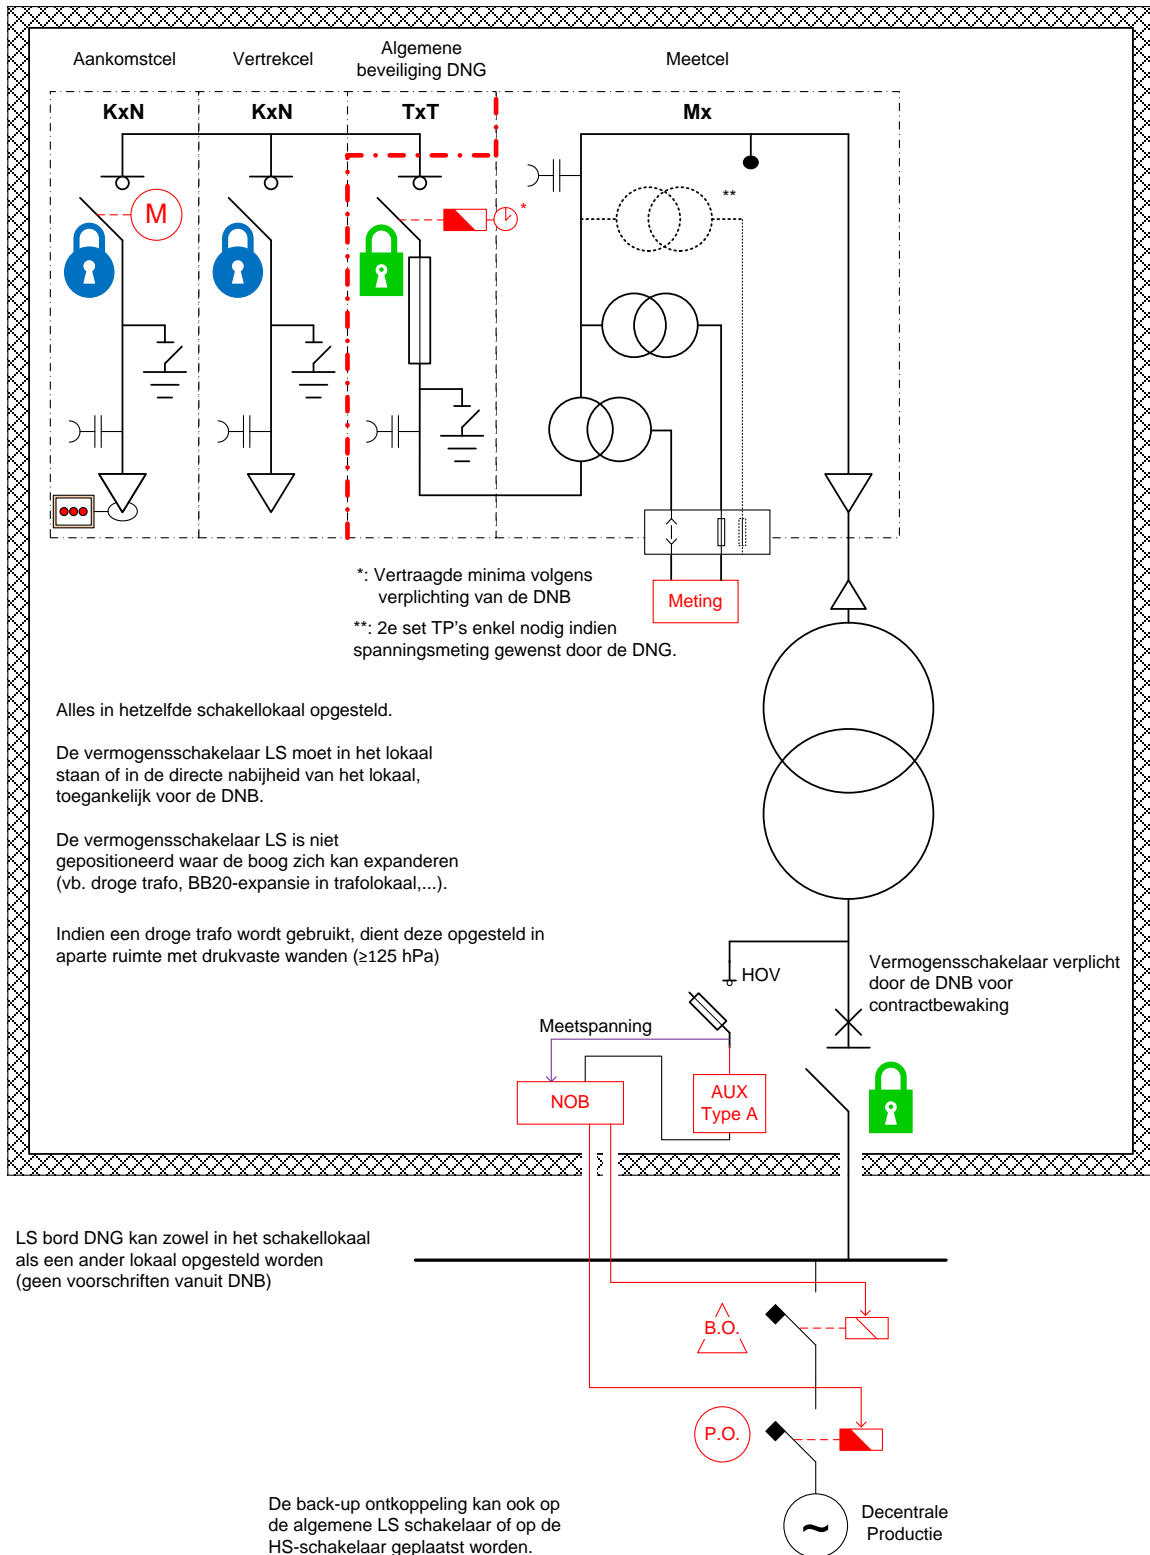 Aankomstcel
Vertrekcel
Algemene
beveiliging DNG
Meetcel
KxN
KxN
TxT
Mx
M
*
**
*: Vertraagde minima volgens
verplichting van de DNB
**: 2e set TP's enkel nodig indien
spanningsmeting gewenst door de DNG.
Meting
Alles in hetzelfde schakellokaal opgesteld.
De vermogensschakelaar LS moet in het lokaal
staan of in de directe nabijheid van het lokaal,
toegankelijk voor de DNB.
De vermogensschakelaar LS is niet
gepositioneerd waar de boog zich kan expanderen
(vb. droge trafo, BB20-expansie in trafolokaal,...).
Indien een droge trafo wordt gebruikt, dient deze opgesteld in
aparte ruimte met drukvaste wanden (≥125 hPa)
HOV
Vermogensschakelaar verplicht
door de DNB voor
contractbewaking
Meetspanning
NOB
AUX
Type A
LS bord DNG kan zowel in het schakellokaal
als een ander lokaal opgesteld worden
(geen voorschriften vanuit DNB)
B.O.
P.O.
De back-up ontkoppeling kan ook op
de algemene LS schakelaar of op de
HS-schakelaar geplaatst worden.
~
Decentrale
Productie